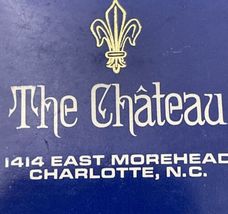 The Château
1414 EAST MOREHEAD
CHARLOTTE, N.C.